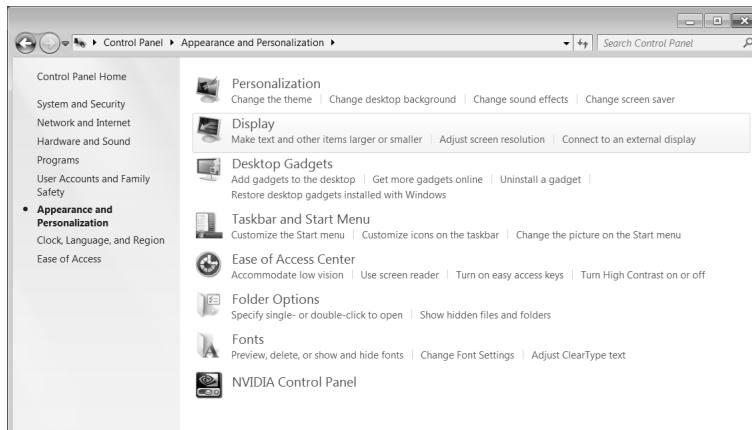 Control Panel Appearance and Personalization Search Control Panel
Control Panel Home
System and Security
Network and Internet
Hardware and Sound
Programs
User Accounts and Family
Safety
Appearance and
Personalization
Clock, Language, and Region
Ease of Access
Personalization
Change the theme Change desktop background Change sound effects Change screen saver
Display
Make text and other items larger or smaller Adjust screen resolution Connect to an external display
Desktop Gadgets
Add gadgets to the desktop Get more gadgets online Uninstall a gadget
Restore desktop gadgets installed with Windows
Taskbar and Start Menu
Customize the Start menu Customize icons on the taskbar Change the picture on the Start menu
Ease of Access Center
Accommodate low vision Use screen reader Turn on easy access keys Turn High Contrast on or off
Folder Options
Specify single- or double-click to open Show hidden files and folders
Fonts
Preview, delete, or show and hide fonts Change Font Settings Adjust ClearType text
NVIDIA Control Panel